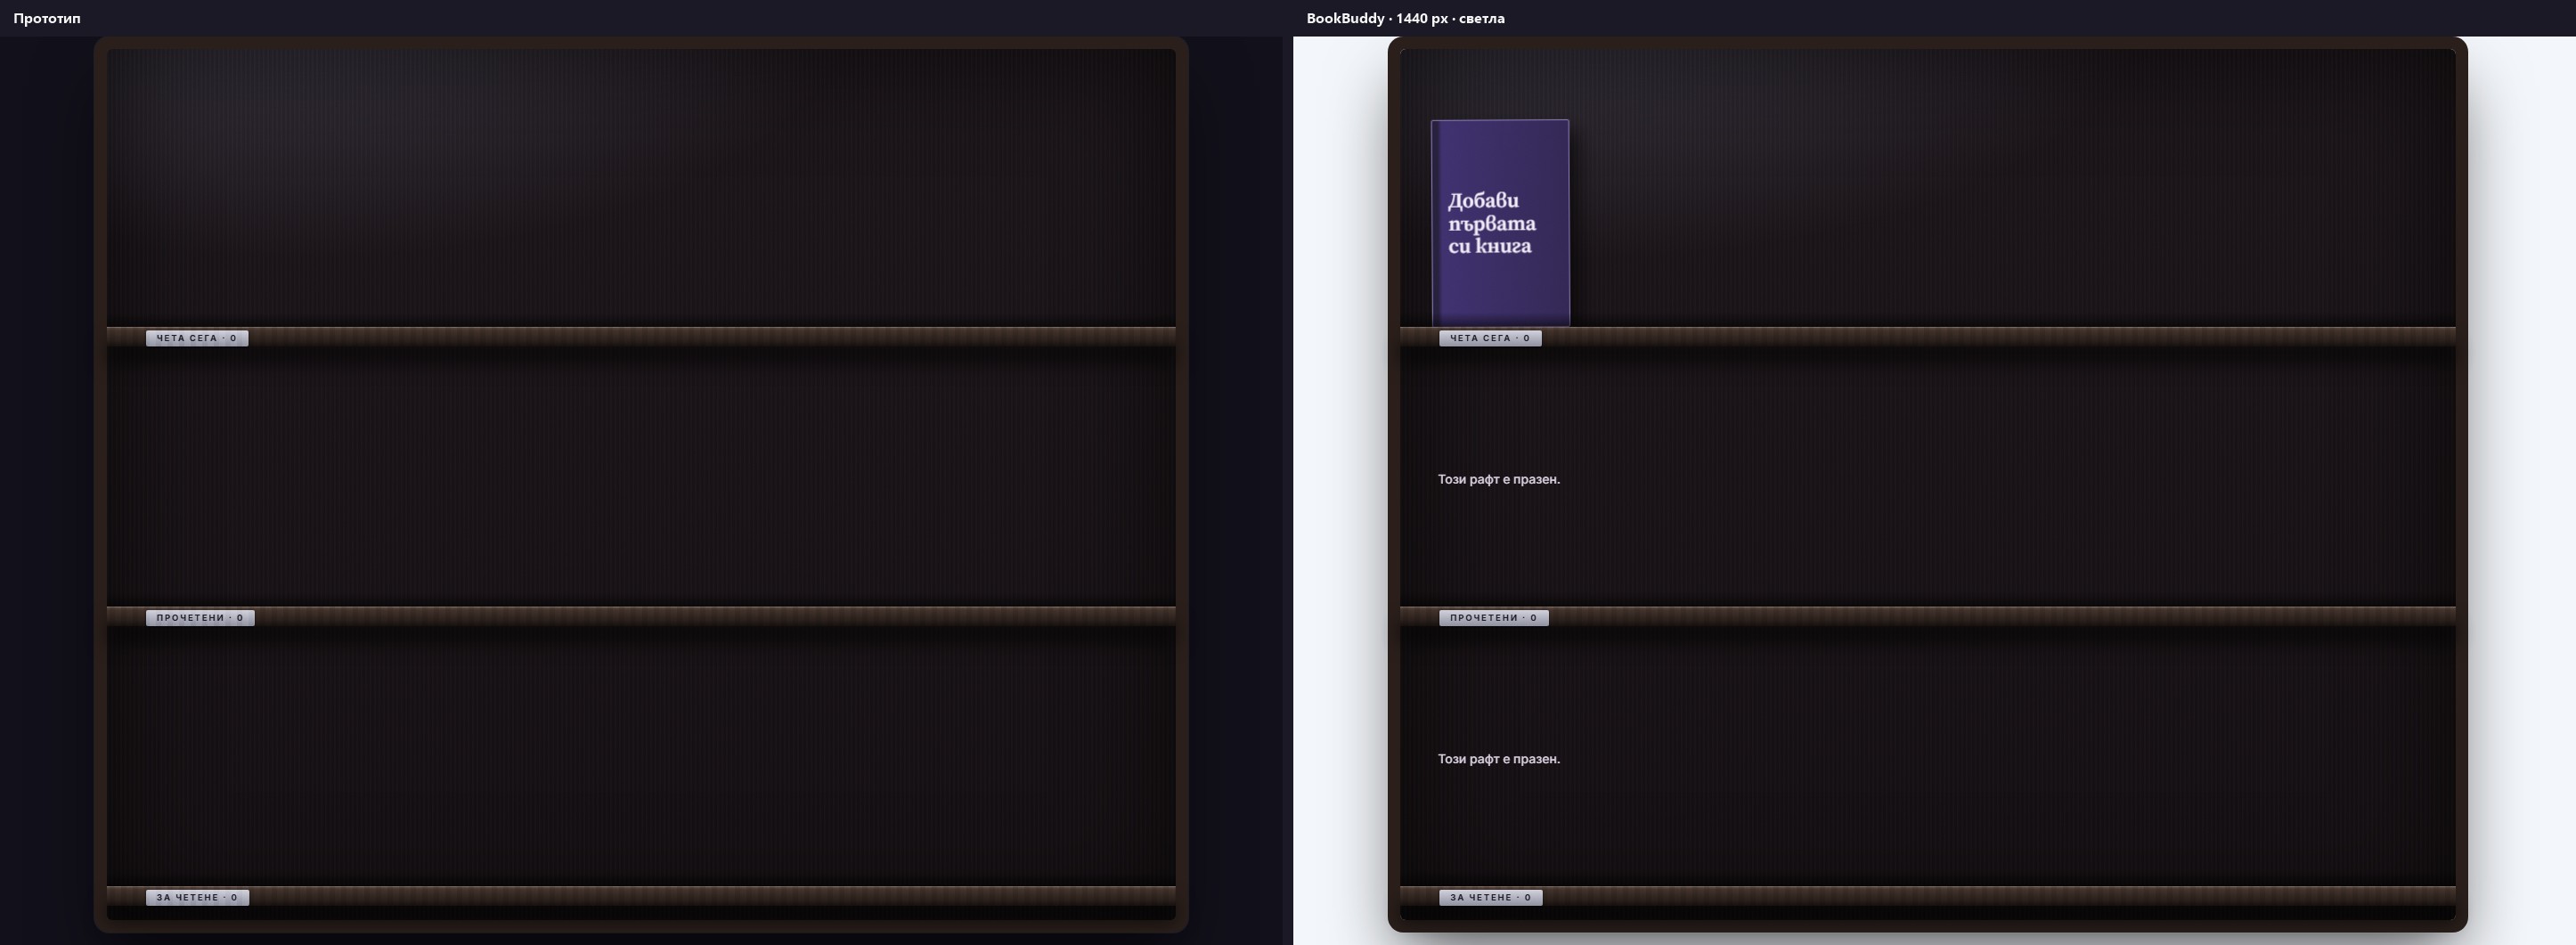 Прототип
ЧЕТА СЕГА · 0
ПРОЧЕТЕНИ · 0
ЗА ЧЕТЕНЕ · 0
BookBuddy · 1440 px · светла
Добави
първата
си книга
ЧЕТА СЕГА · 0
Този рафт е празен.
ПРОЧЕТЕНИ · 0
Този рафт е празен.
ЗА ЧЕТЕНЕ · 0